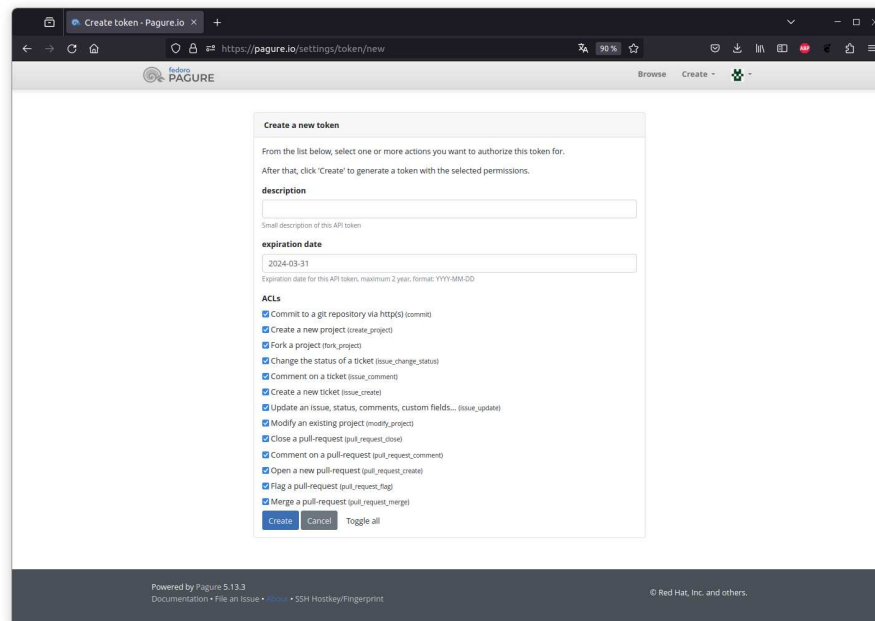 Create token - Pagure.io
https://pagure.io/settings/token/new
90%
ABP
fedora
PAGURE
Browse
Create
Create a new token
From the list below, select one or more actions you want to authorize this token for.
After that, click 'Create' to generate a token with the selected permissions.
description
Small description of this API token
expiration date
2024-03-31
Expiration date for this API token, maximum 2 year, format: YYYY-MM-DD
ACLs
Commit to a git repository via http(s) (commit)
Create a new project (create_project)
Fork a project (fork_project)
Change the status of a ticket (issue_change_status)
Comment on a ticket (issue_comment)
Create a new ticket (issue_create)
Update an issue, status, comments, custom fields... (issue_update)
Modify an existing project (modify_project)
Close a pull-request (pull_request_close)
Comment on a pull-request (pull_request_comment)
Open a new pull-request (pull_request_create)
Flag a pull-request (pull_request_flag)
Merge a pull-request (pull_request_merge)
Create Cancel Toggle all
Powered by Pagure 5.13.3
Documentation • File an Issue • About • SSH Hostkey/Fingerprint
© Red Hat, Inc. and others.